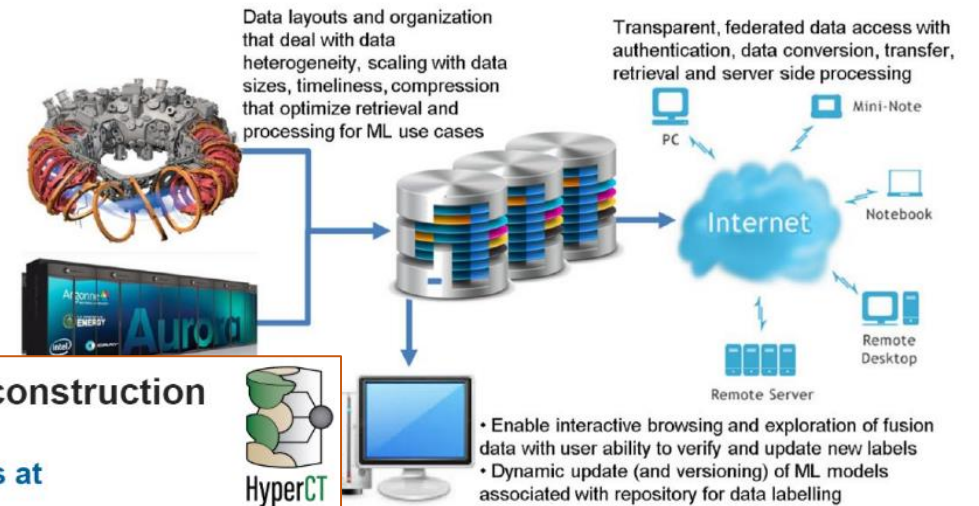 Data layouts and organization
that deal with data
heterogeneity, scaling with data
sizes, timeliness, compression
that optimize retrieval and
processing for ML use cases
Transparent, federated data access with
authentication, data conversion, transfer,
retrieval and server side processing
PC
Mini-Note
Internet
Notebook
Remote
Desktop
Remote Server
Argonne
ENERGY
intel
Aurora
construction
s at
HyperCT
• Enable interactive browsing and exploration of fusion
data with user ability to verify and update new labels
• Dynamic update (and versioning) of ML models
associated with repository for data labelling